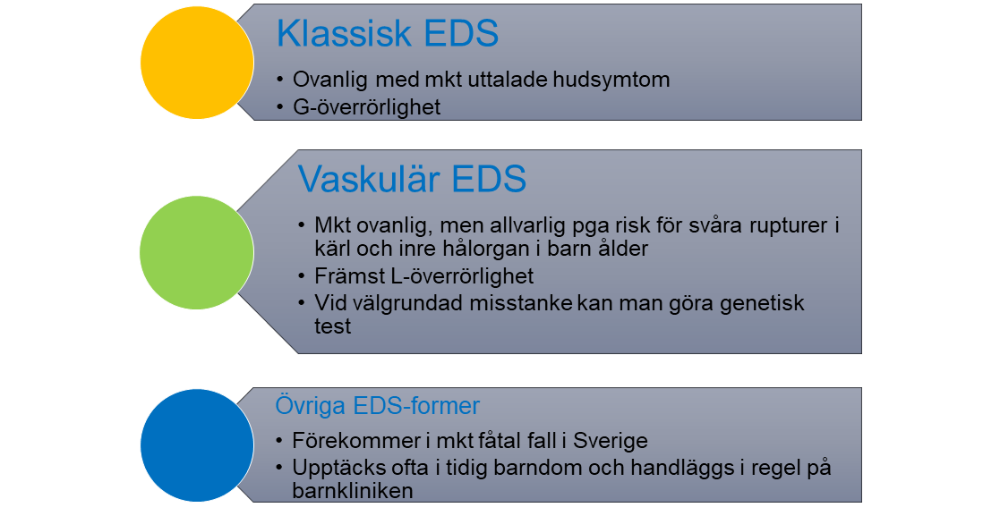 Klassisk EDS
• Ovanlig med mkt uttalade hudsymtom
• G-överrörlighet
Vaskulär EDS
• Mkt ovanlig, men allvarlig pga risk för svåra rupturer i
kärl och inre hålorgan i barn ålder
• Främst L-överrörlighet
• Vid välgrundad misstanke kan man göra genetisk
test
Övriga EDS-former
• Förekommer i mkt fåtal fall i Sverige
• Upptäcks ofta i tidig barndom och handläggs i regel på
barnkliniken